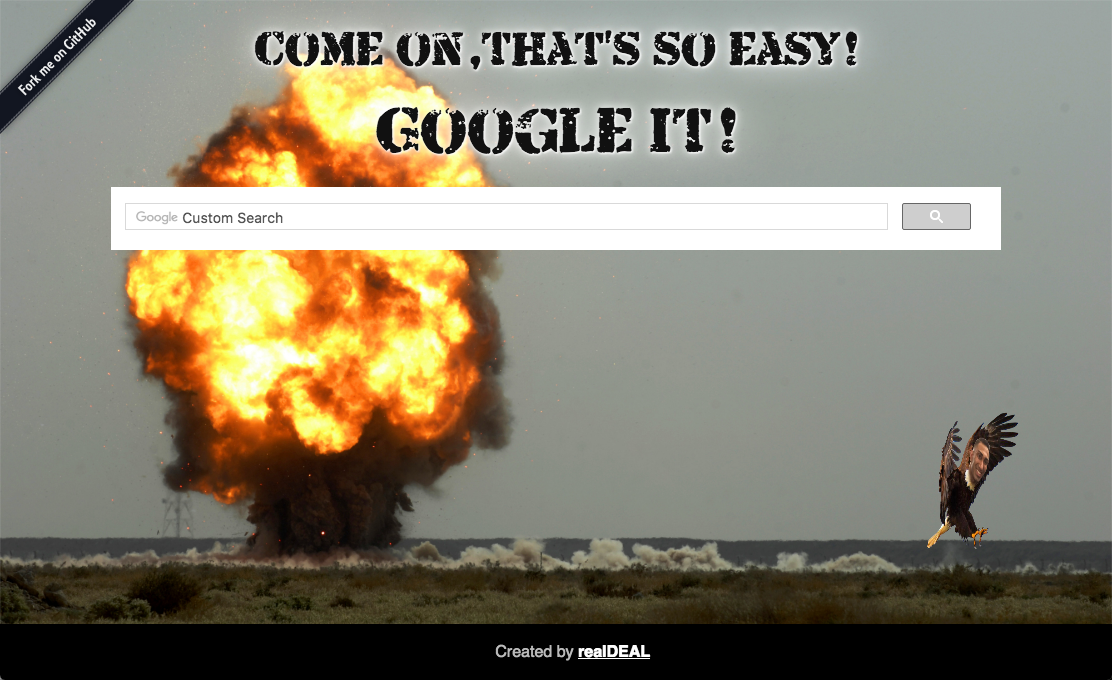 Fork me on GitHub
COME ON,THAT'S SO EASY!
GOOGLE IT!
Google Custom Search
Created by realDEAL